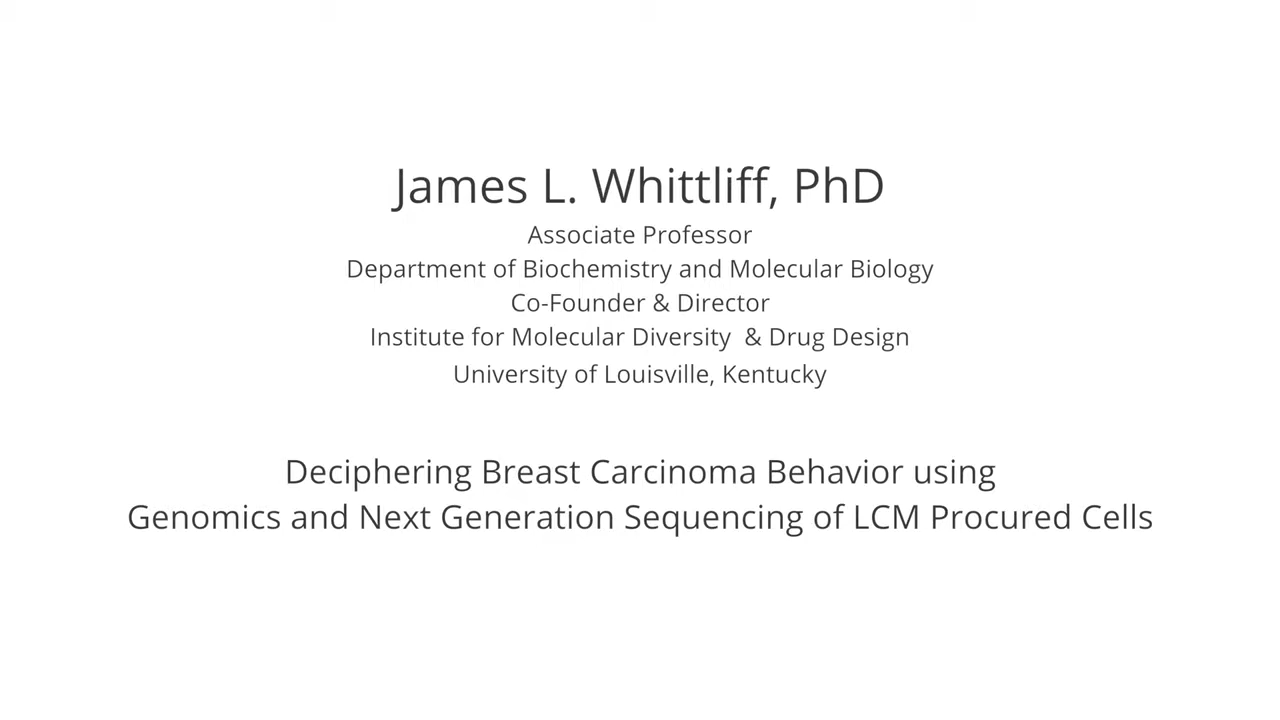 James L. Whittliff, PhD
Associate Professor
Department of Biochemistry and Molecular Biology
Co-Founder & Director
Institute for Molecular Diversity & Drug Design
University of Louisville, Kentucky
Deciphering Breast Carcinoma Behavior using
Genomics and Next Generation Sequencing of LCM Procured Cells